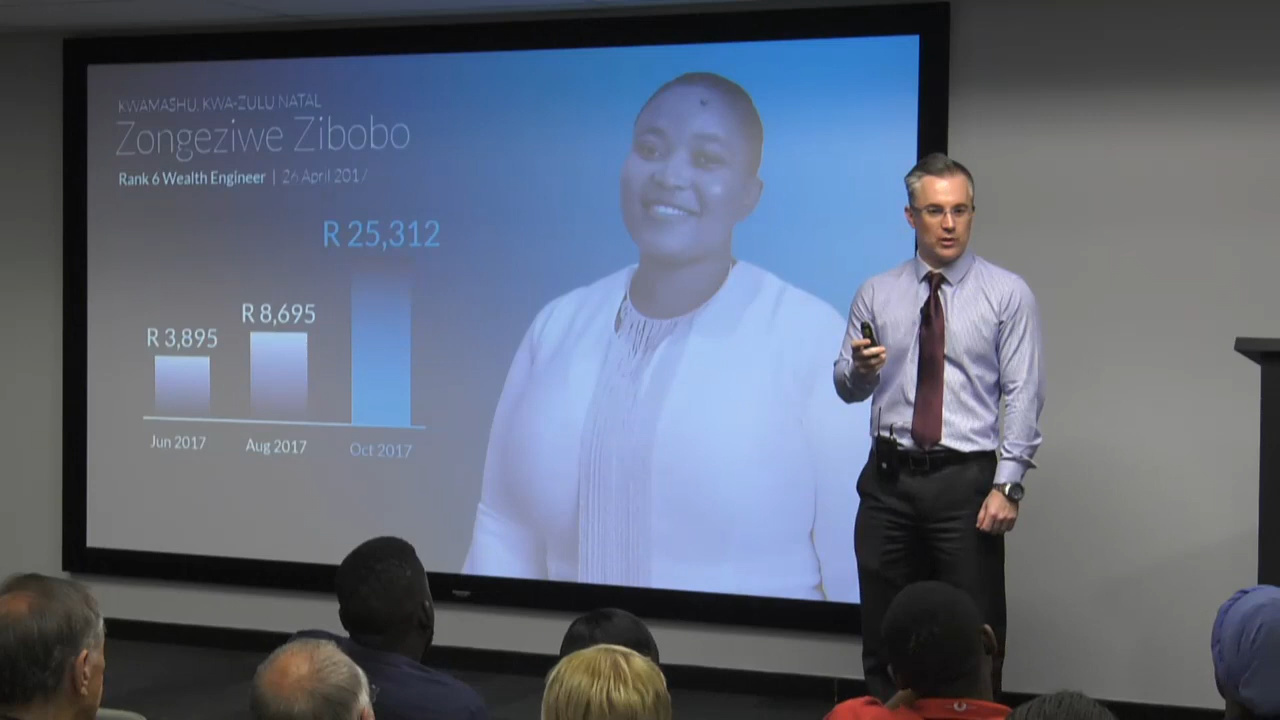 KWAMASHU, KWA-ZULU NATAL
Zongeziwe Zibobo
Rank 6 Wealth Engineer | 26 April 2017
R 25,312
R 8,695
R 3,895
Jun 2017
Aug 2017
Oct 2017